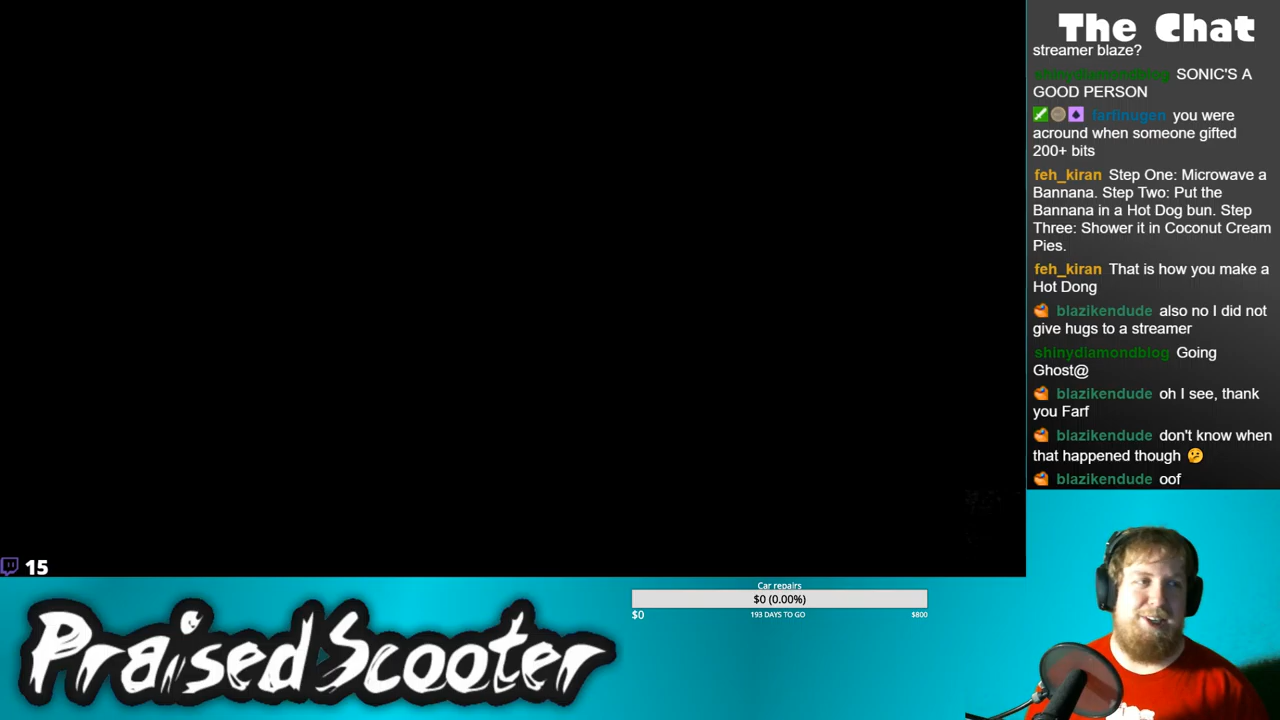 The Chat
streamer blaze?
shinydiamondblog SONIC'S A
GOOD PERSON
farfinugen you were
acround when someone gifted
200+ bits
feh_kiran Step One: Microwave a
Bannana. Step Two: Put the
Bannana in a Hot Dog bun. Step
Three: Shower it in Coconut Cream
Pies.
feh_kiran That is how you make a
Hot Dong
blazikendude also no I did not
give hugs to a streamer
shinydiamondblog Going
Ghost@
blazikendude oh I see, thank
you Farf
blazikendude don't know when
that happened though 🤔
blazikendude oof
15
Car repairs
$0 (0.00%)
$0 193 DAYS TO GO $800
PraisedScooter